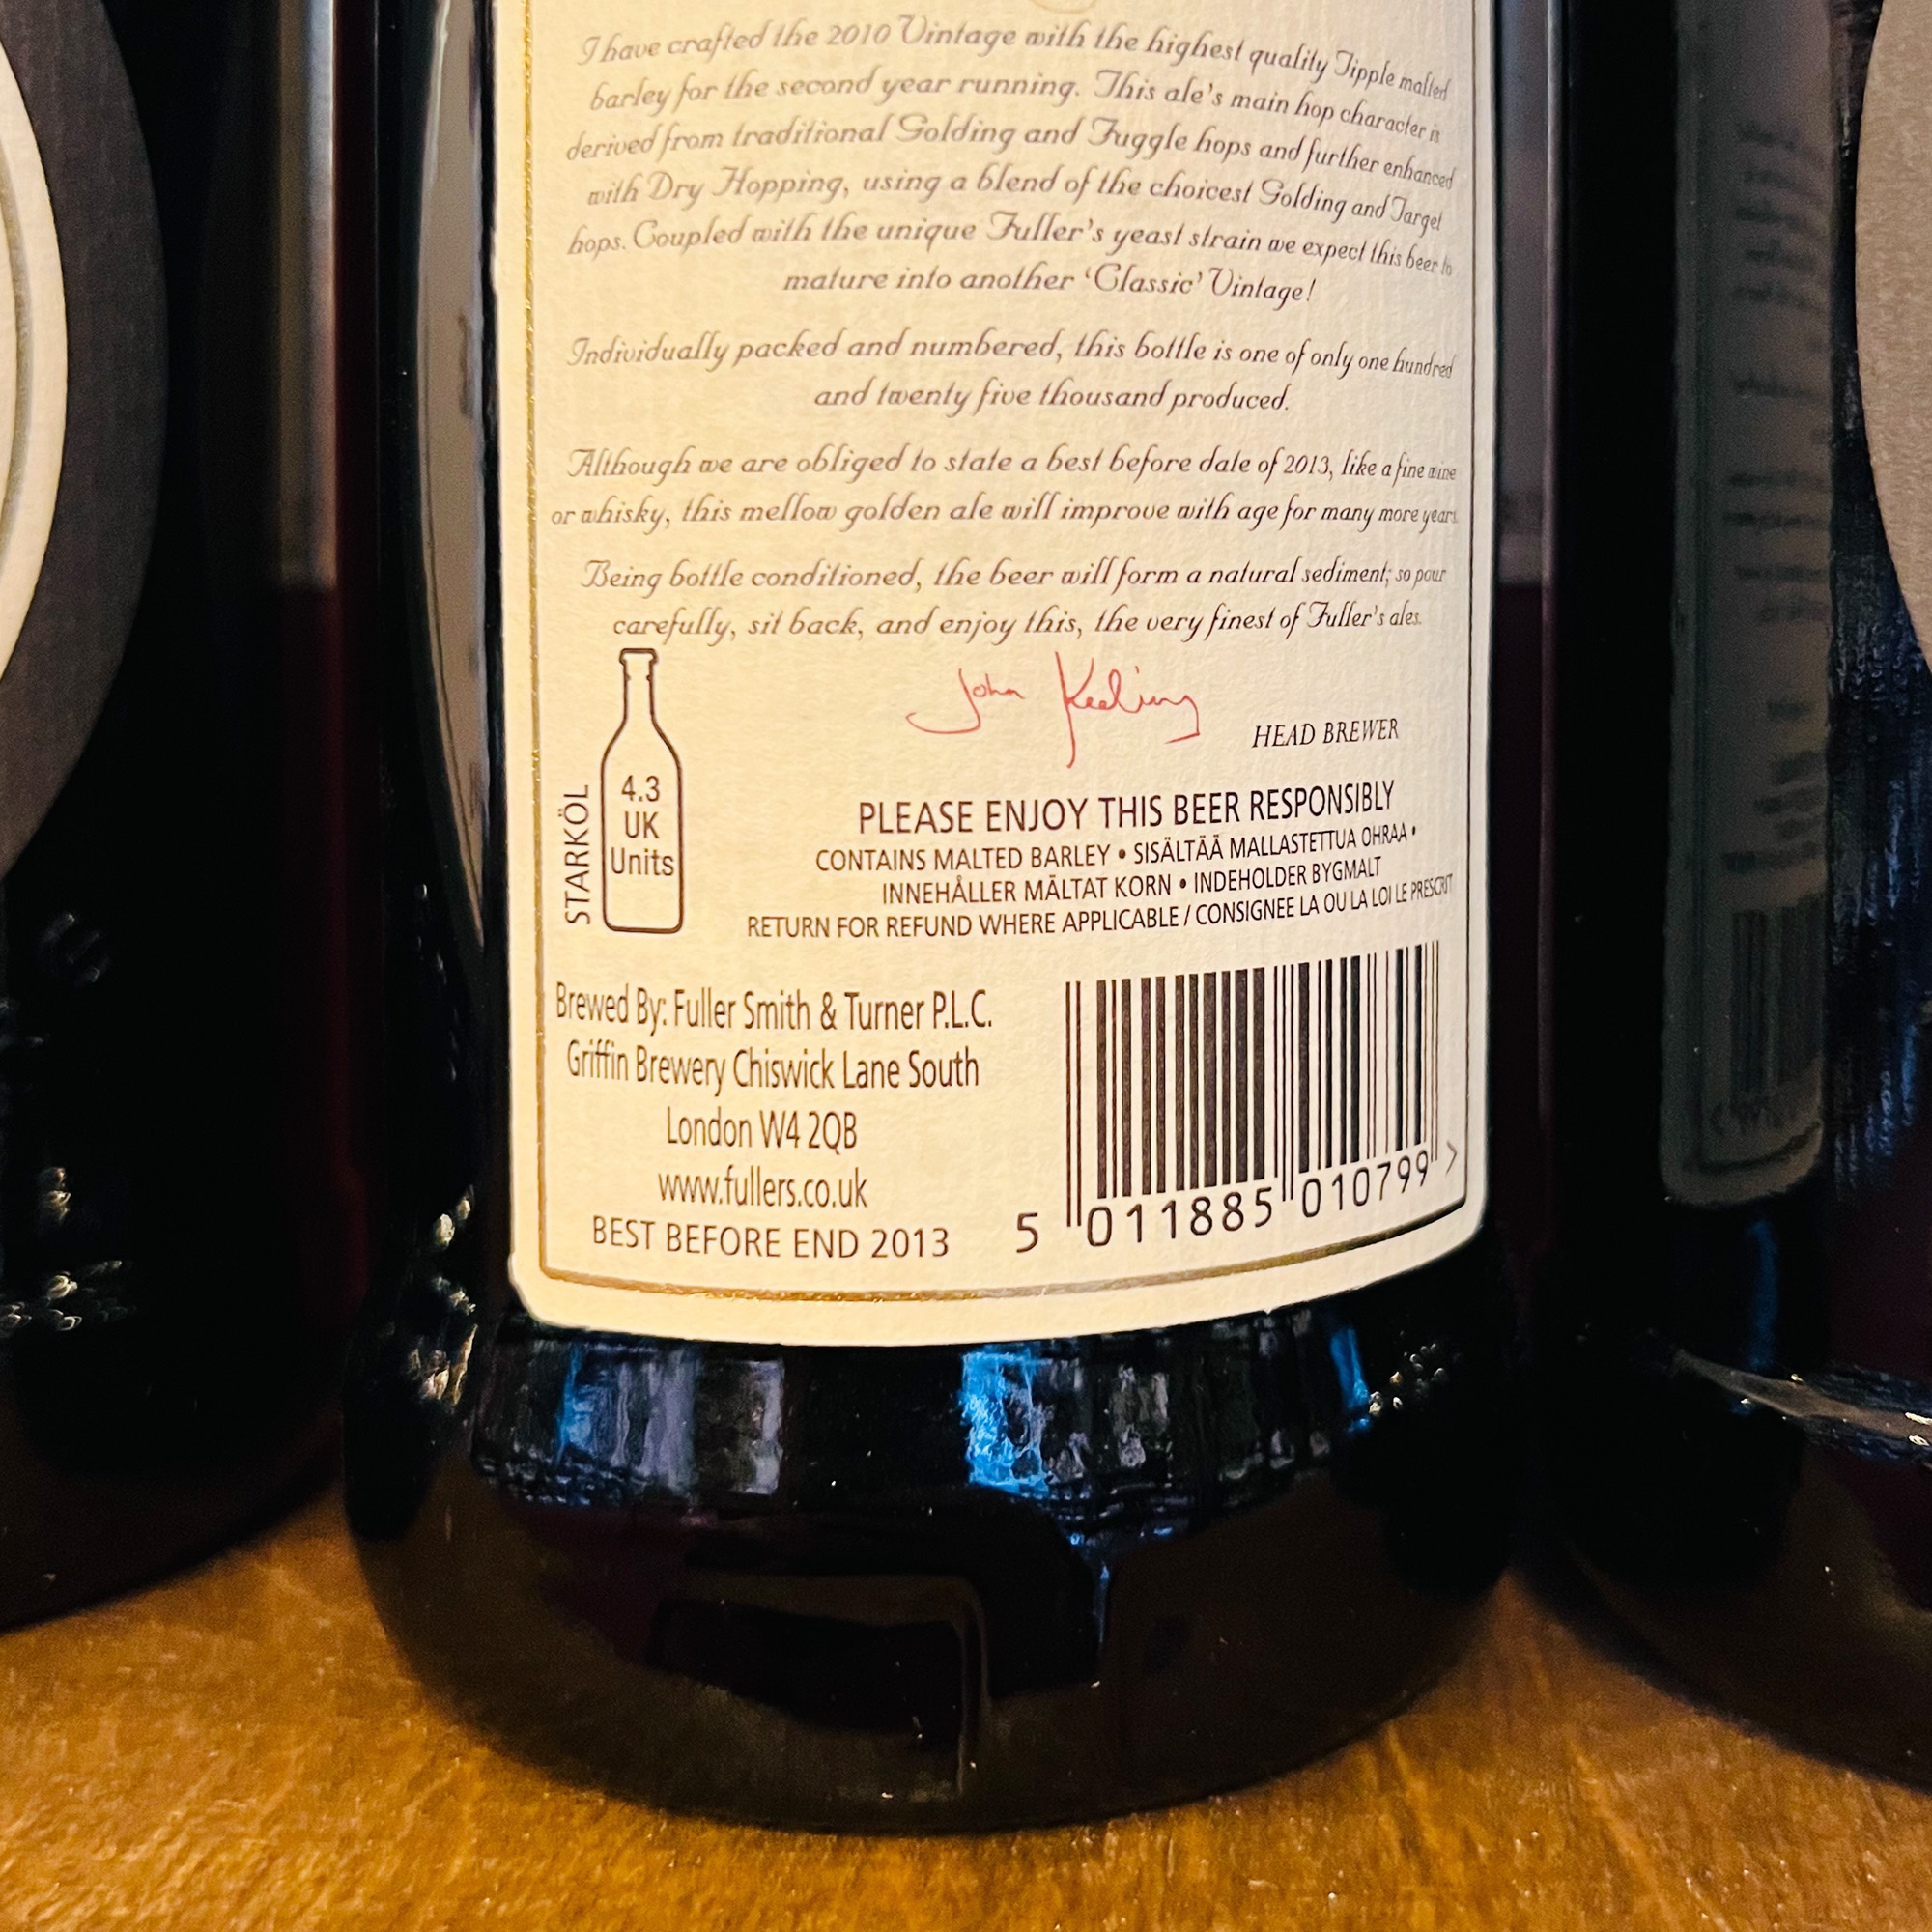 I have crafted the 2010 Vintage with the highest quality Tipple malted
barley for the second year running. This ale's main hop character is
derived from traditional Golding and Fuggle hops and further enhanced
with Dry Hopping, using a blend of the choicest Golding and Target
hops. Coupled with the unique Fuller's yeast strain we expect this beer to
mature into another ‘Classic’ Vintage!
Individually packed and numbered, this bottle is one of only one hundred
and twenty five thousand produced.
Although we are obliged to state a best before date of 2013, like a fine wine
or whisky, this mellow golden ale will improve with age for many more years.
Being bottle conditioned, the beer will form a natural sediment; so pour
carefully, sit back, and enjoy this, the very finest of Fuller's ales.
John Keeling
HEAD BREWER
STARKÖL
4.3
UK
Units
PLEASE ENJOY THIS BEER RESPONSIBLY
CONTAINS MALTED BARLEY • SISÄLTÄÄ MALLASTETTUA OHRAA •
INNEHÅLLER MÄLTAT KORN • INDEHOLDER BYGMALT
RETURN FOR REFUND WHERE APPLICABLE / CONSIGNEE LA OU LA LOI LE PRESCRIT
Brewed By: Fuller Smith & Turner P.L.C.
Griffin Brewery Chiswick Lane South
London W4 2QB
www.fullers.co.uk
BEST BEFORE END 2013
5 011885 010799 >